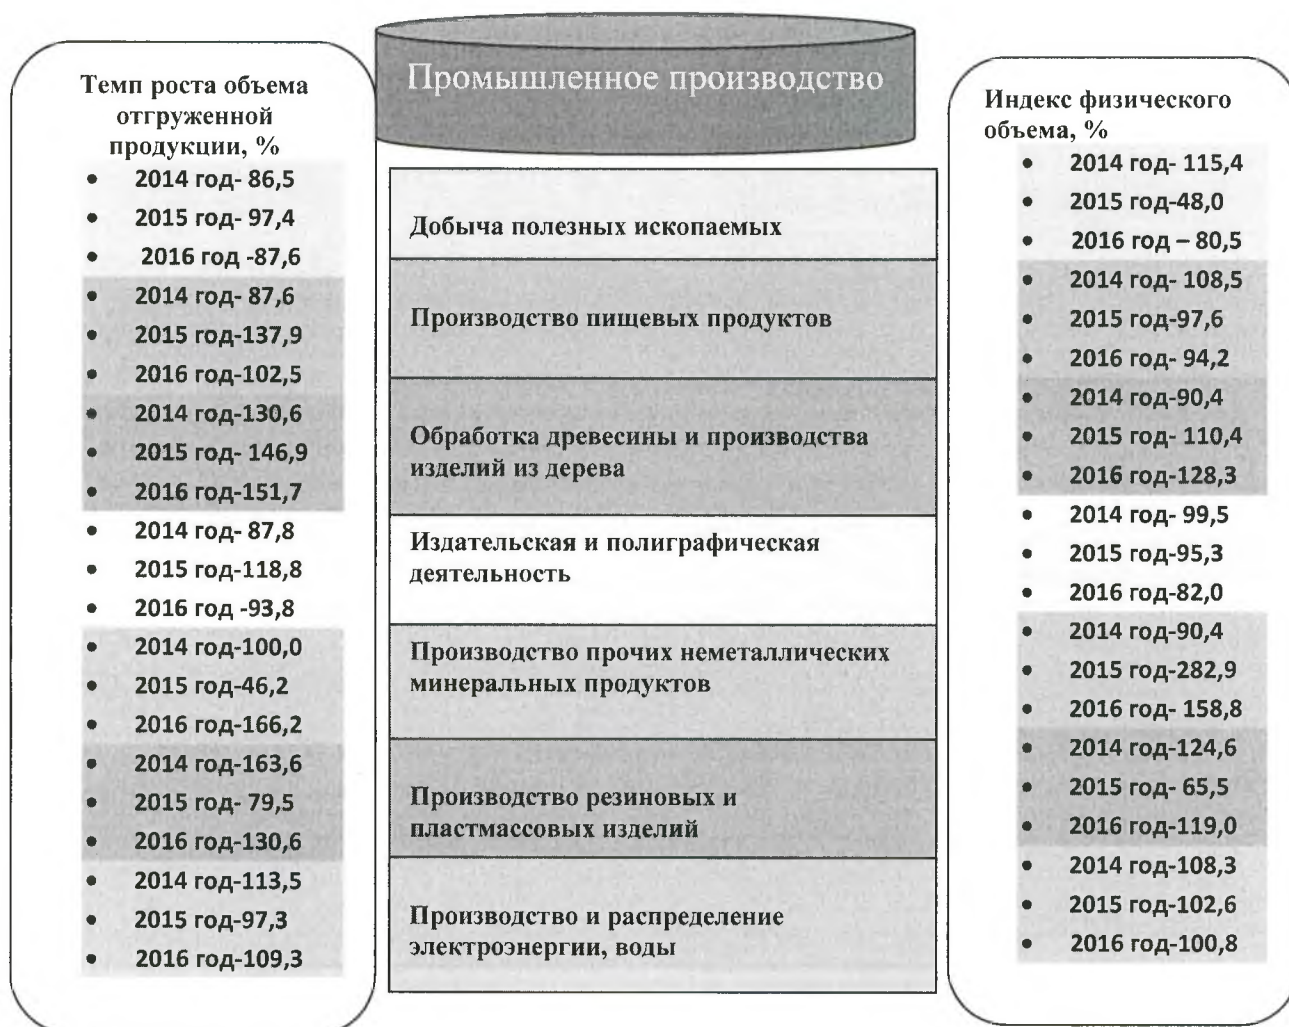 Промышленное производство
Темп роста объема
отгруженной
продукции, %
• 2014 год- 86,5
• 2015 год- 97,4
• 2016 год -87,6
• 2014 год- 87,6
• 2015 год-137,9
• 2016 год-102,5
• 2014 год-130,6
• 2015 год- 146,9
• 2016 год-151,7
• 2014 год- 87,8
• 2015 год-118,8
• 2016 год -93,8
• 2014 год-100,0
• 2015 год-46,2
• 2016 год-166,2
• 2014 год-163,6
• 2015 год- 79,5
• 2016 год-130,6
• 2014 год-113,5
• 2015 год-97,3
• 2016 год-109,3
Добыча полезных ископаемых
Производство пищевых продуктов
Обработка древесины и производства
изделий из дерева
Издательская и полиграфическая
деятельность
Производство прочих неметаллических
минеральных продуктов
Производство резиновых и
пластмассовых изделий
Производство и распределение
электроэнергии, воды
Индекс физического
объема, %
• 2014 год- 115,4
• 2015 год-48,0
• 2016 год – 80,5
• 2014 год- 108,5
• 2015 год-97,6
• 2016 год- 94,2
• 2014 год-90,4
• 2015 год- 110,4
• 2016 год-128,3
• 2014 год- 99,5
• 2015 год-95,3
• 2016 год-82,0
• 2014 год-90,4
• 2015 год-282,9
• 2016 год- 158,8
• 2014 год-124,6
• 2015 год- 65,5
• 2016 год-119,0
• 2014 год-108,3
• 2015 год-102,6
• 2016 год-100,8